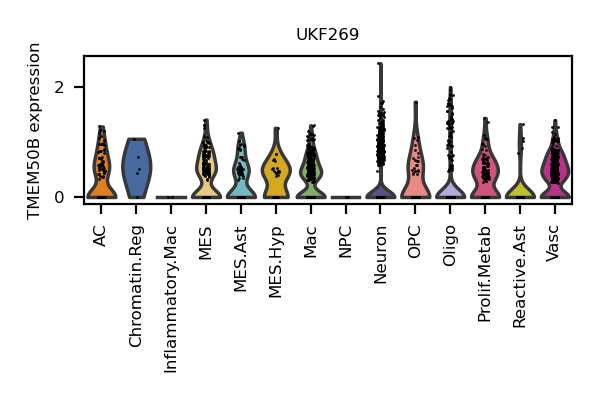 UKF269
TMEM50B expression
2
0
AC
Chromatin.Reg
Inflammatory.Mac
MES
MES.Ast
MES.Hyp
Mac
NPC
Neuron
OPC
Oligo
Prolif.Metab
Reactive.Ast
Vasc